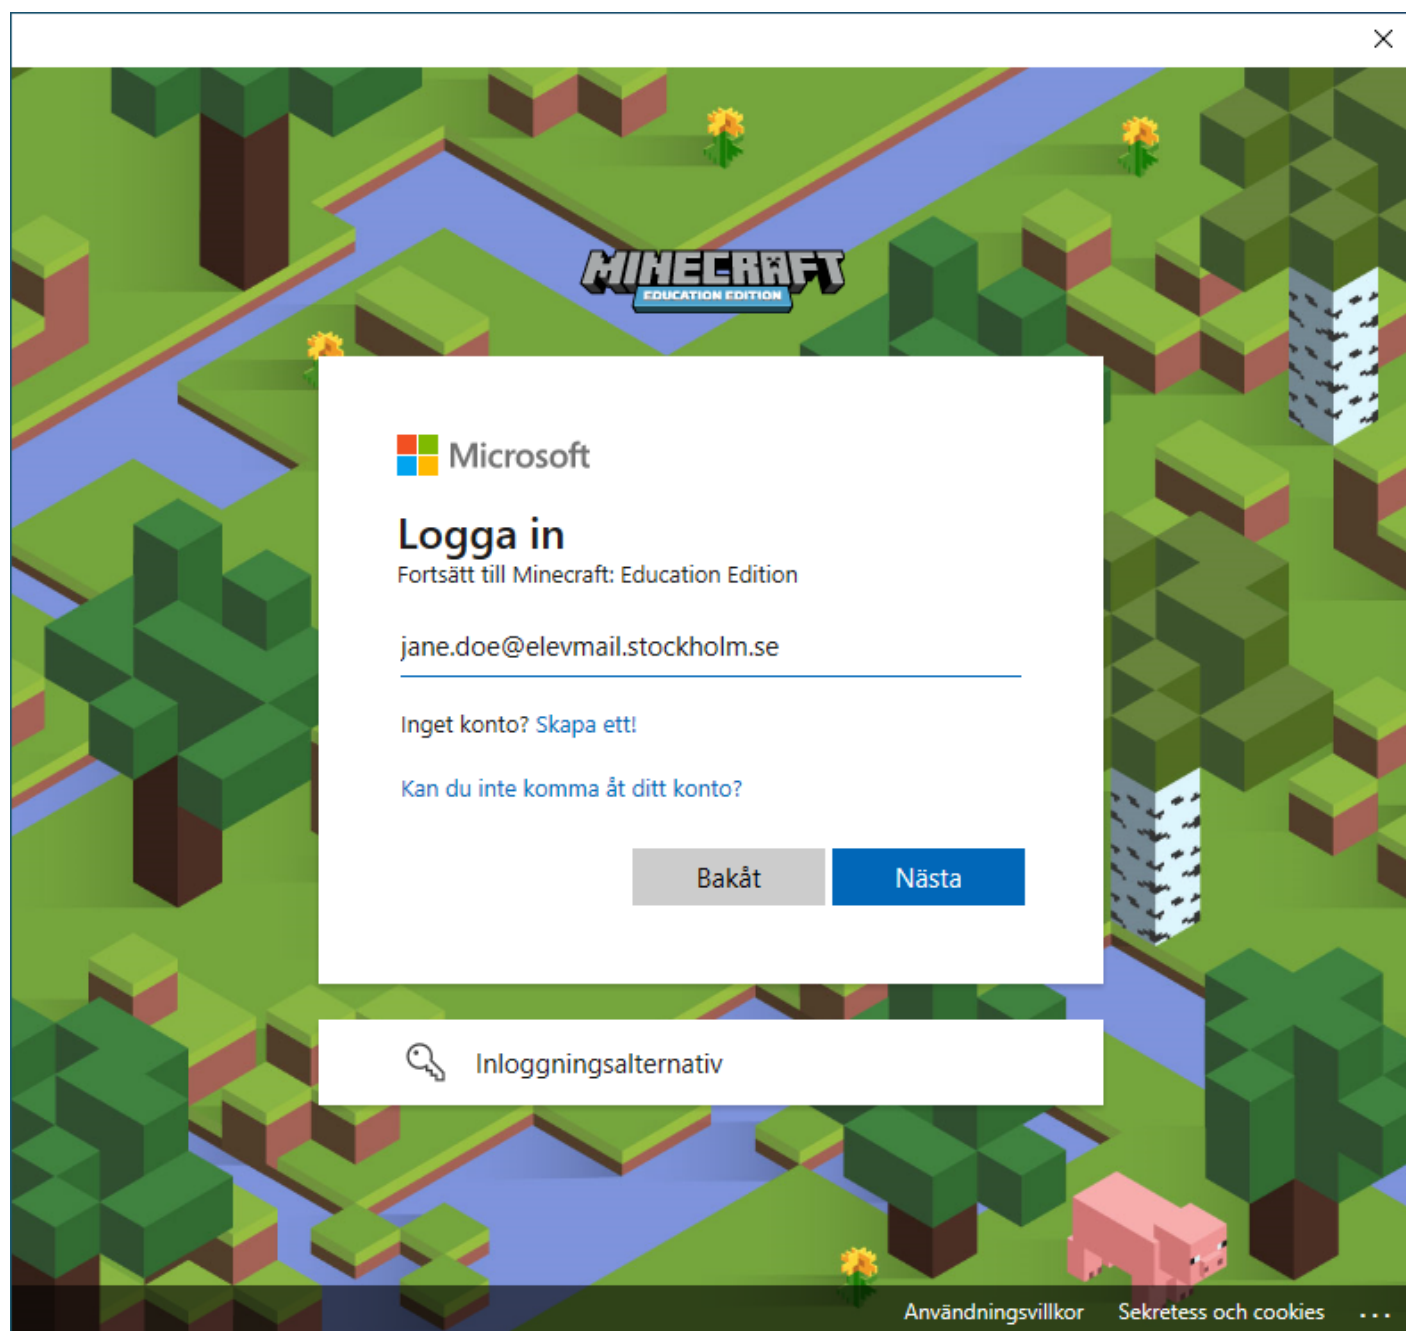 MINECRAFT
EDUCATION EDITION
Microsoft
Logga in
Fortsätt till Minecraft: Education Edition
jane.doe@elevmail.stockholm.se
Inget konto? Skapa ett!
Kan du inte komma åt ditt konto?
Bakåt Nästa
Inloggningsalternativ
Användningsvillkor Sekretess och cookies ...